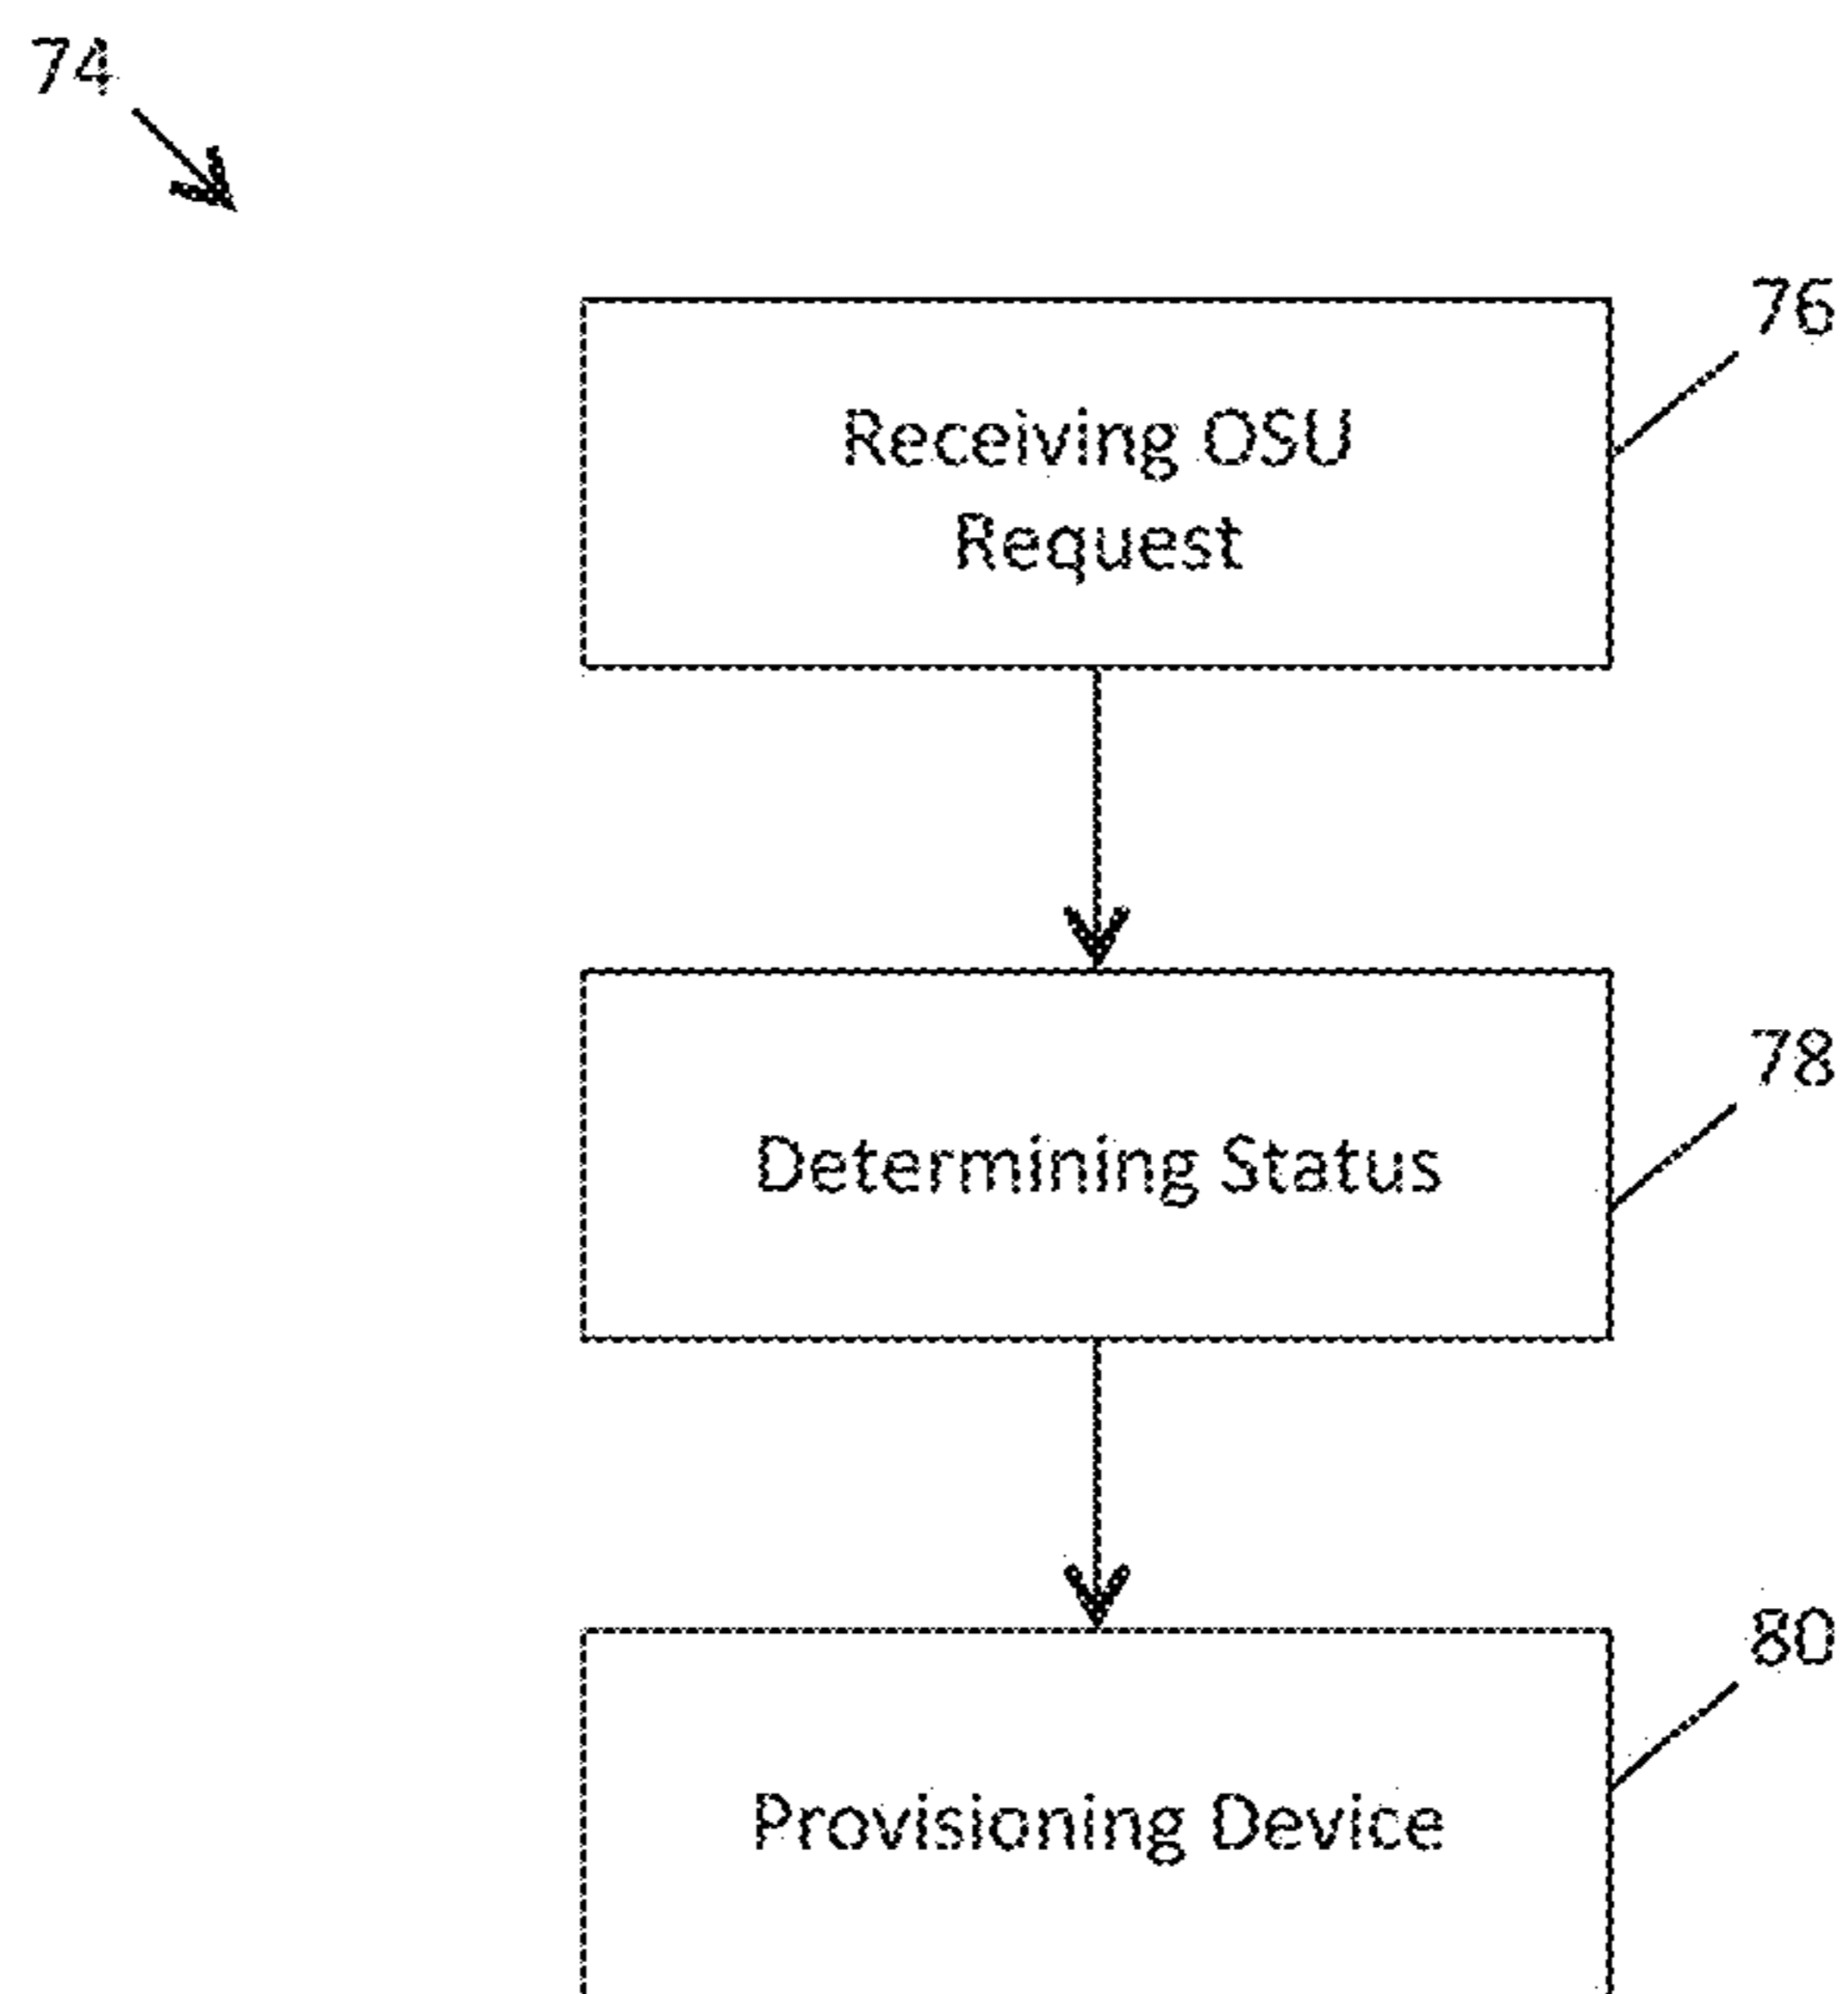 74
76
Receiving OSU
Request
78
Determining Status
80
Provisioning Device